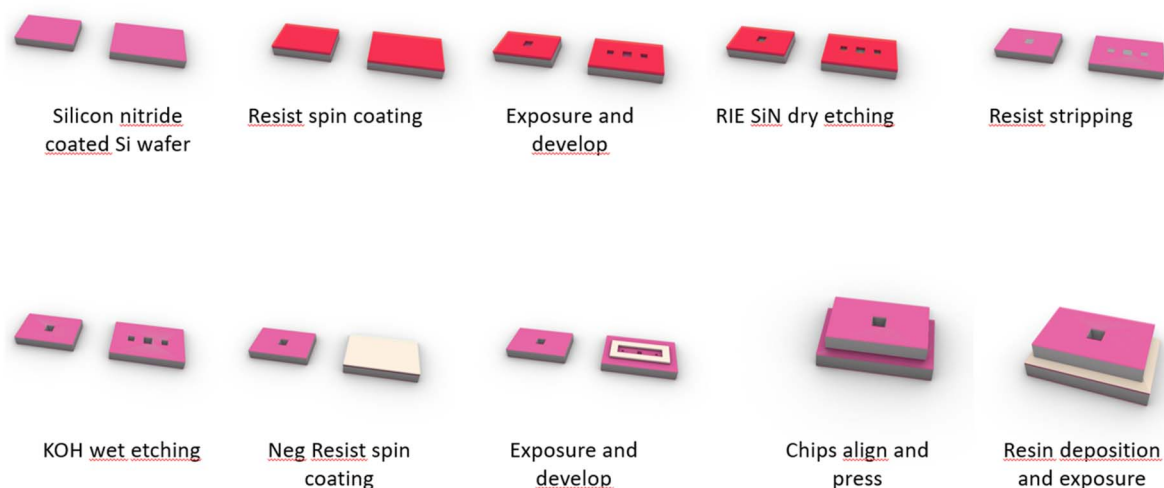 Silicon nitride
coated Si wafer
Resist spin coating
Exposure and
develop
RIE SiN dry etching
Resist stripping
KOH wet etching
Neg Resist spin
coating
Exposure and
develop
Chips align and
press
Resin deposition
and exposure